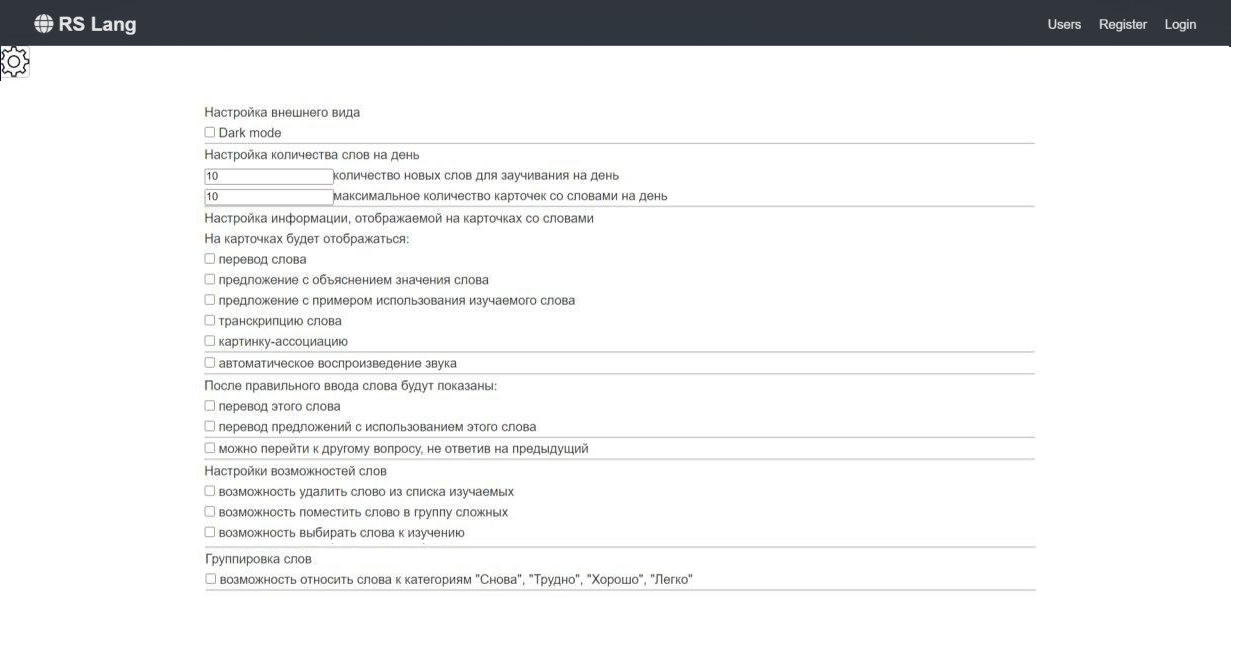 RS Lang
Users Register Login
Настройка внешнего вида
Dark mode
Настройка количества слов на день
10 количество новых слов для заучивания на день
10 максимальное количество карточек со словами на день
Настройка информации, отображаемой на карточках со словами
На карточках будет отображаться:
перевод слова
предложение с объяснением значения слова
предложение с примером использования изучаемого слова
транскрипцию слова
картинку-ассоциацию
автоматическое воспроизведение звука
После правильного ввода слова будут показаны:
перевод этого слова
перевод предложений с использованием этого слова
можно перейти к другому вопросу, не ответив на предыдущий
Настройки возможностей слов
возможность удалить слово из списка изучаемых
возможность поместить слово в группу сложных
возможность выбирать слова к изучению
Группировка слов
возможность относить слова к категориям "Снова", "Трудно", "Хорошо", "Легко"